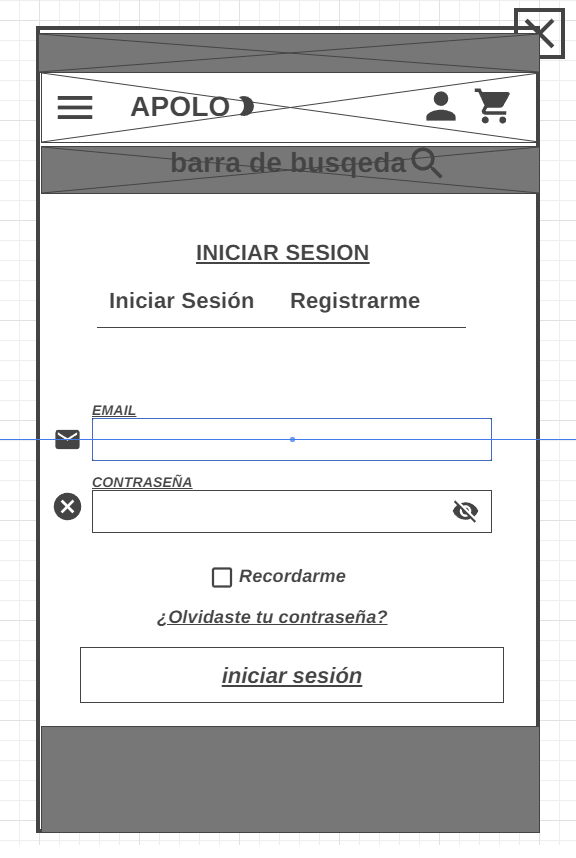 APOLO
barra de busqeda
INICIAR SESION
Iniciar Sesión Registrarme
EMAIL
CONTRASEÑA
Recordarme
¿Olvidaste tu contraseña?
iniciar sesión